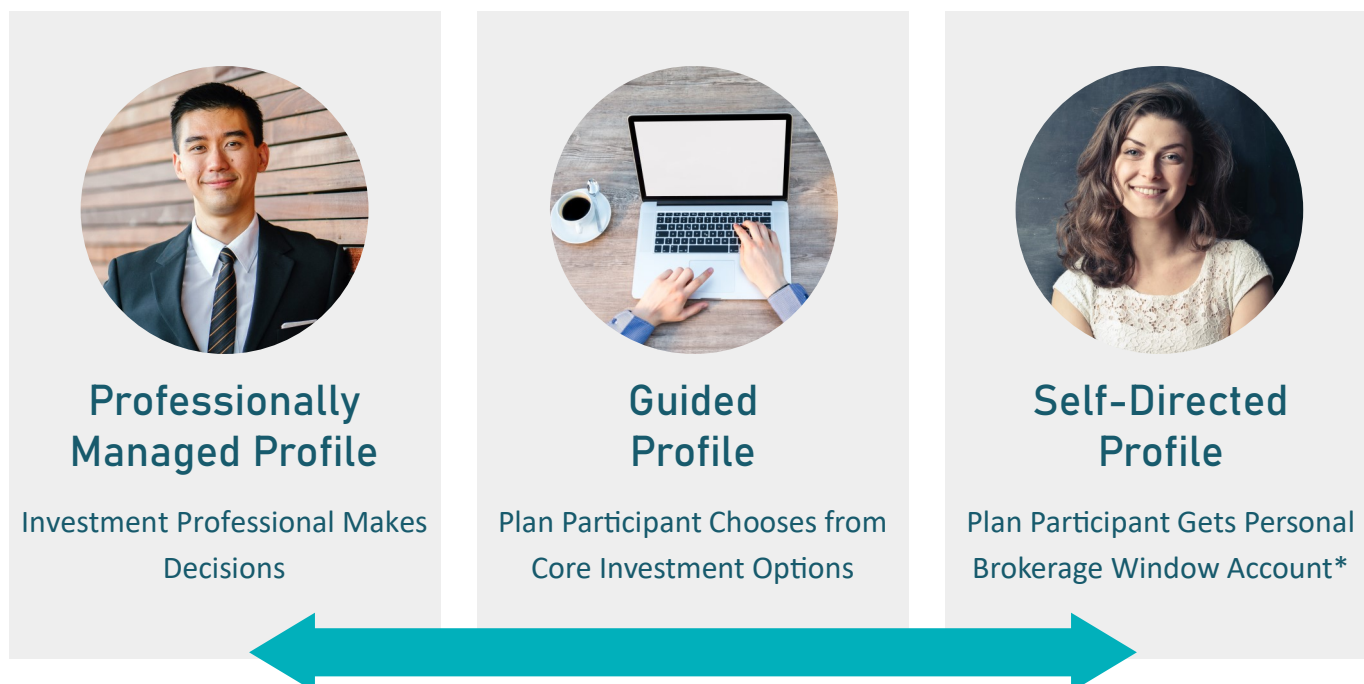 Professionally
Managed Profile
Investment Professional Makes
Decisions
Guided
Profile
Plan Participant Chooses from
Core Investment Options
Self-Directed
Profile
Plan Participant Gets Personal
Brokerage Window Account*